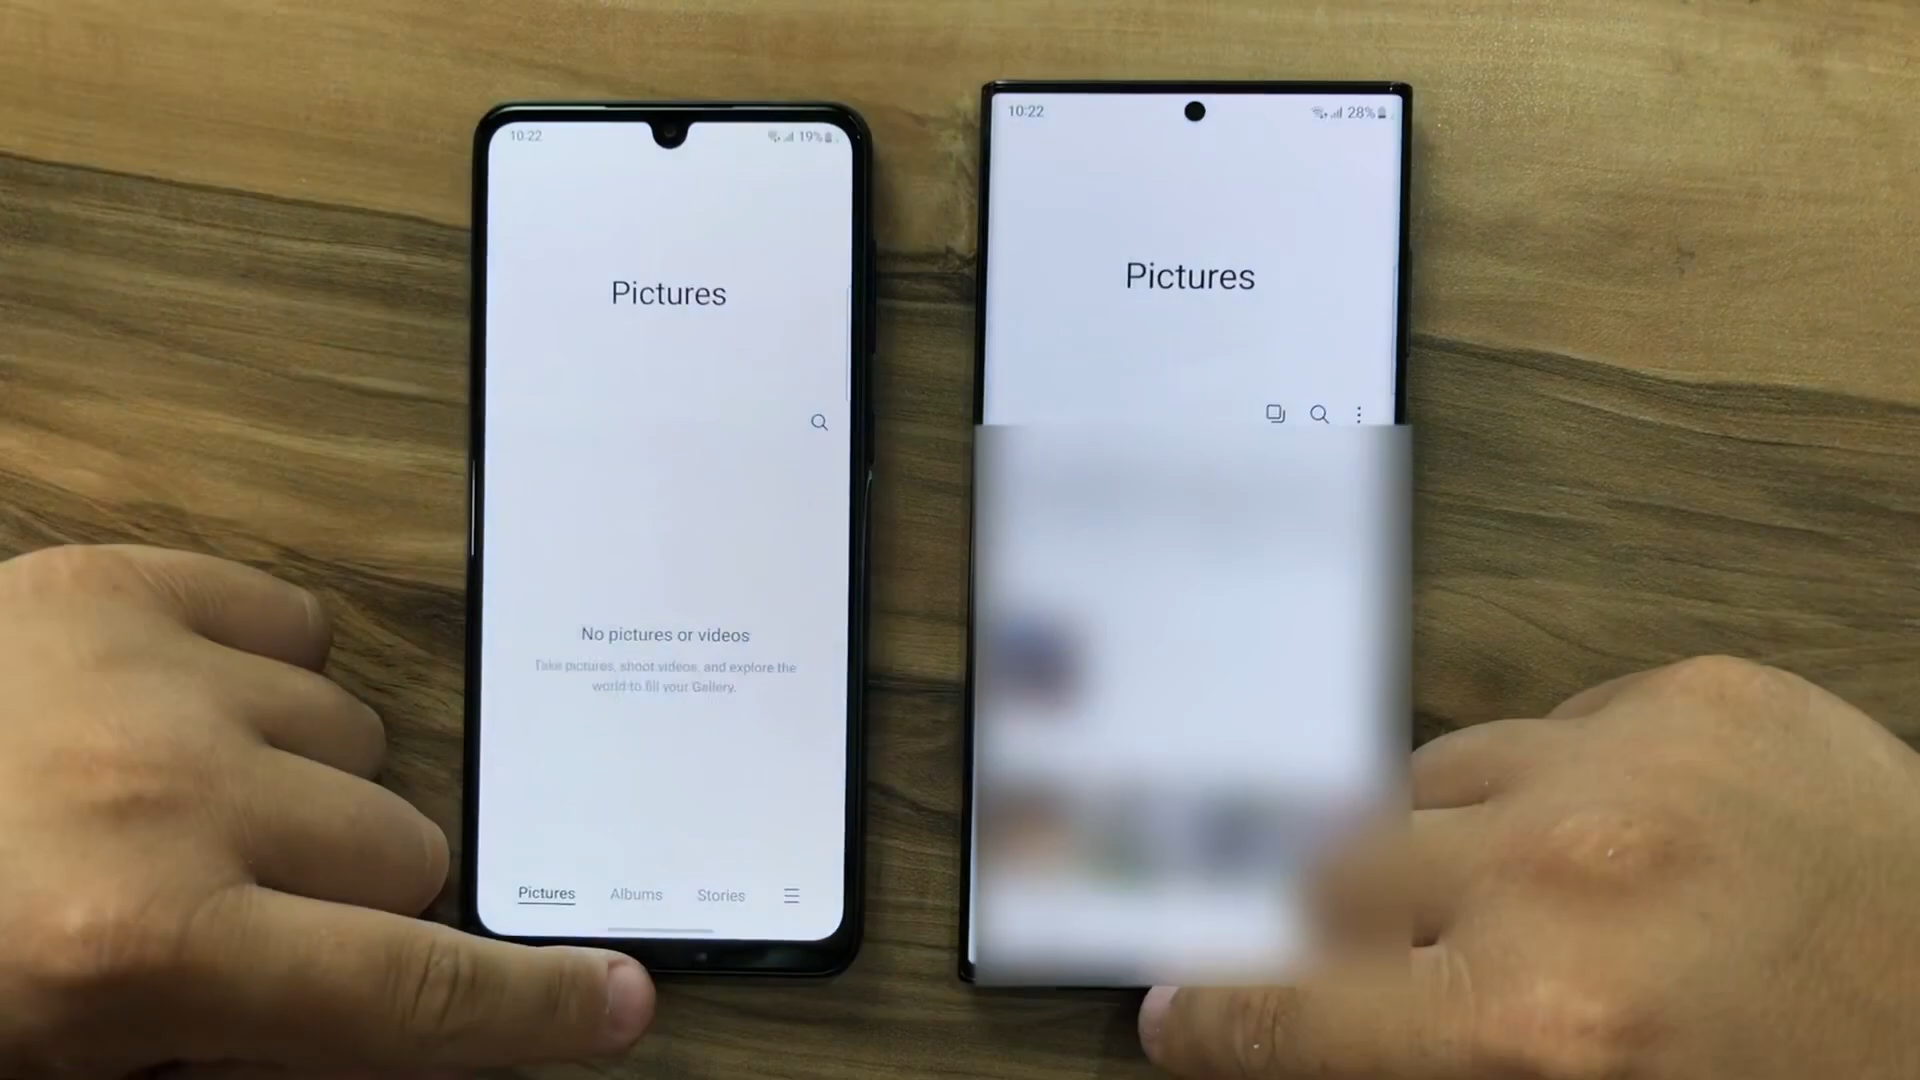 10:22
19%
Pictures
No pictures or videos
Take pictures, shoot videos, and explore the
world to fill your Gallery.
Pictures Albums Stories
10:22
28%
Pictures